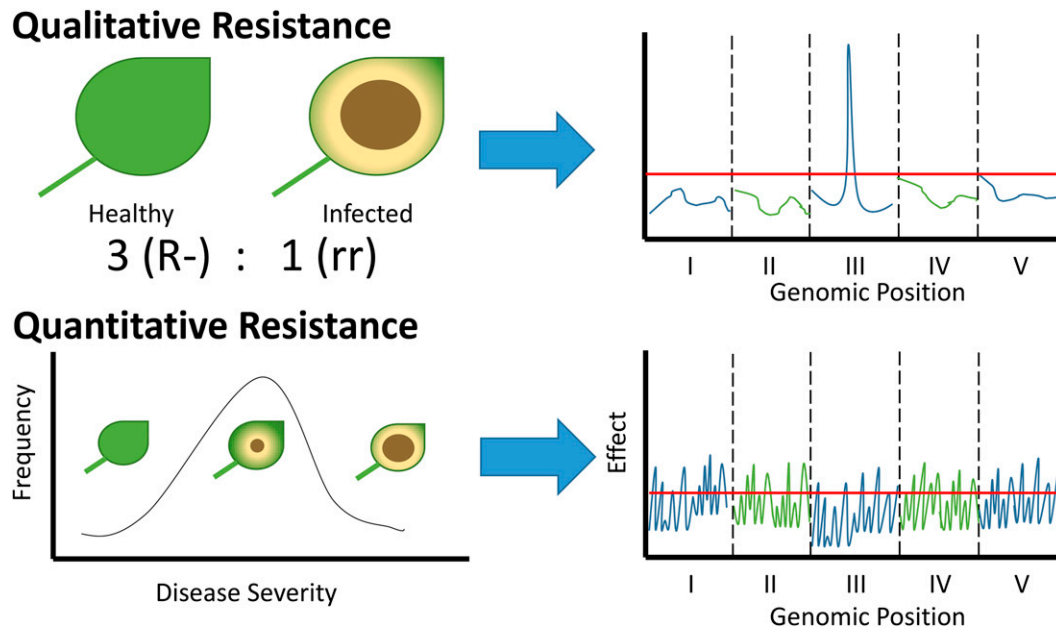 Qualitative Resistance
Healthy
Infected
3 (R-) : 1 (rr)
I II III IV V
Genomic Position
Quantitative Resistance
Frequency
Disease Severity
Effect
I II III IV V
Genomic Position